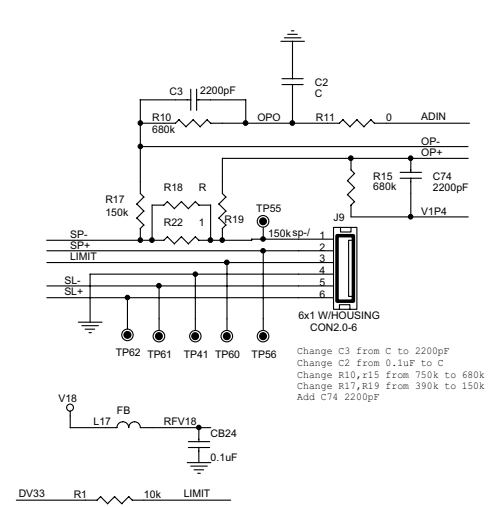 C3 2200pF
C2
C
R10 OPO R11 0 ADIN
680k
OP-
OP+
R17
150k
R18 R
R22 1
R19
TP55
R15
680k
C74
2200pF
J9
V1P4
150k sp-/
SP- 1
SP+ 2
LIMIT 3
4
SL- 5
SL+ 6
6x1 W/HOUSING
CON2.0-6
TP62 TP61 TP41 TP60 TP56
Change C3 from C to 2200pF
Change C2 from 0.1uF to C
Change R10,r15 from 750k to 680k
Change R17,R19 from 390k to 150k
Add C74 2200pF
V18
L17 FB RFV18
CB24
0.1uF
DV33 R1 10k LIMIT